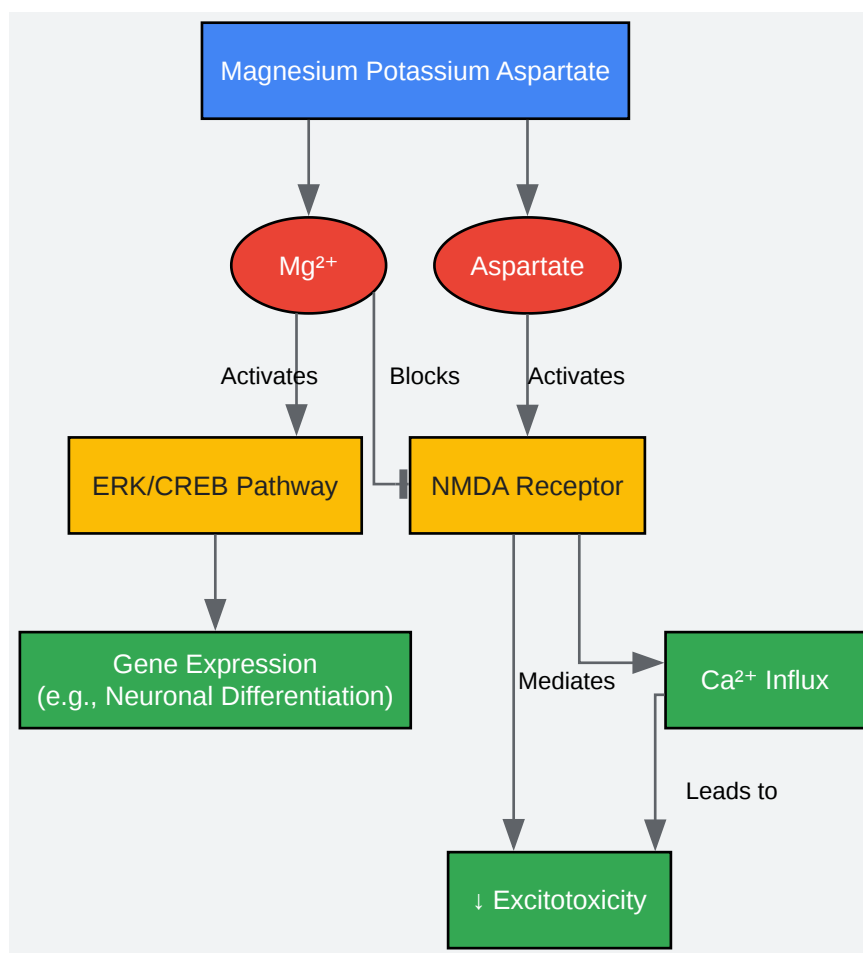 Magnesium Potassium Aspartate
Mg²⁺
Aspartate
Activates
Blocks
Activates
ERK/CREB Pathway
NMDA Receptor
Gene Expression
(e.g., Neuronal Differentiation)
Mediates
Ca²⁺ Influx
Leads to
↓ Excitotoxicity